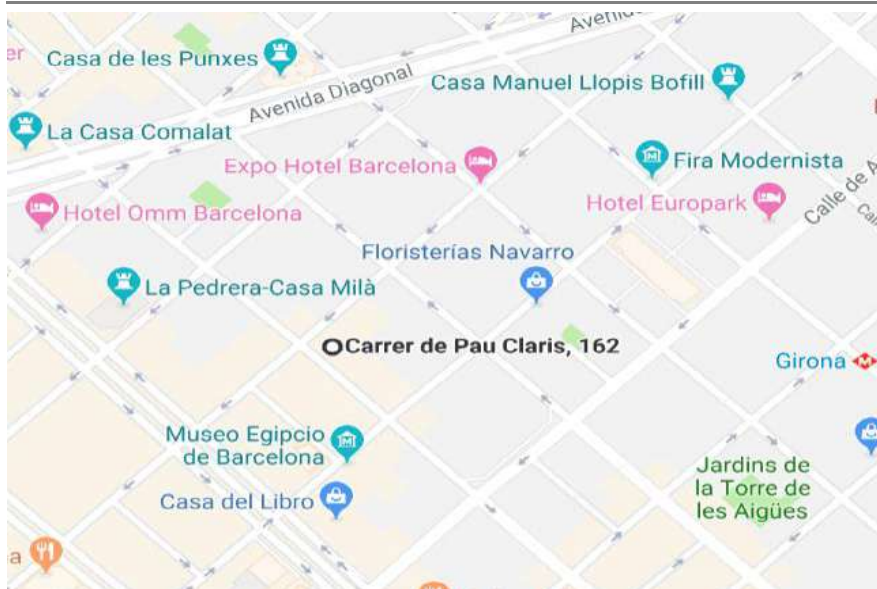 Avenid
Casa de les Punxes
er
Avenida Diagonal
Casa Manuel Llopis Bofill
La Casa Comalat
Expo Hotel Barcelona
Fira Modernista
Hotel Omm Barcelona
Hotel Europark
Calle de A
Floristerías Navarro
La Pedrera-Casa Milà
Carrer de Pau Claris, 162
Girona
Museo Egipcio
de Barcelona
Jardins de
la Torre de
les Aigües
Casa del Libro
a